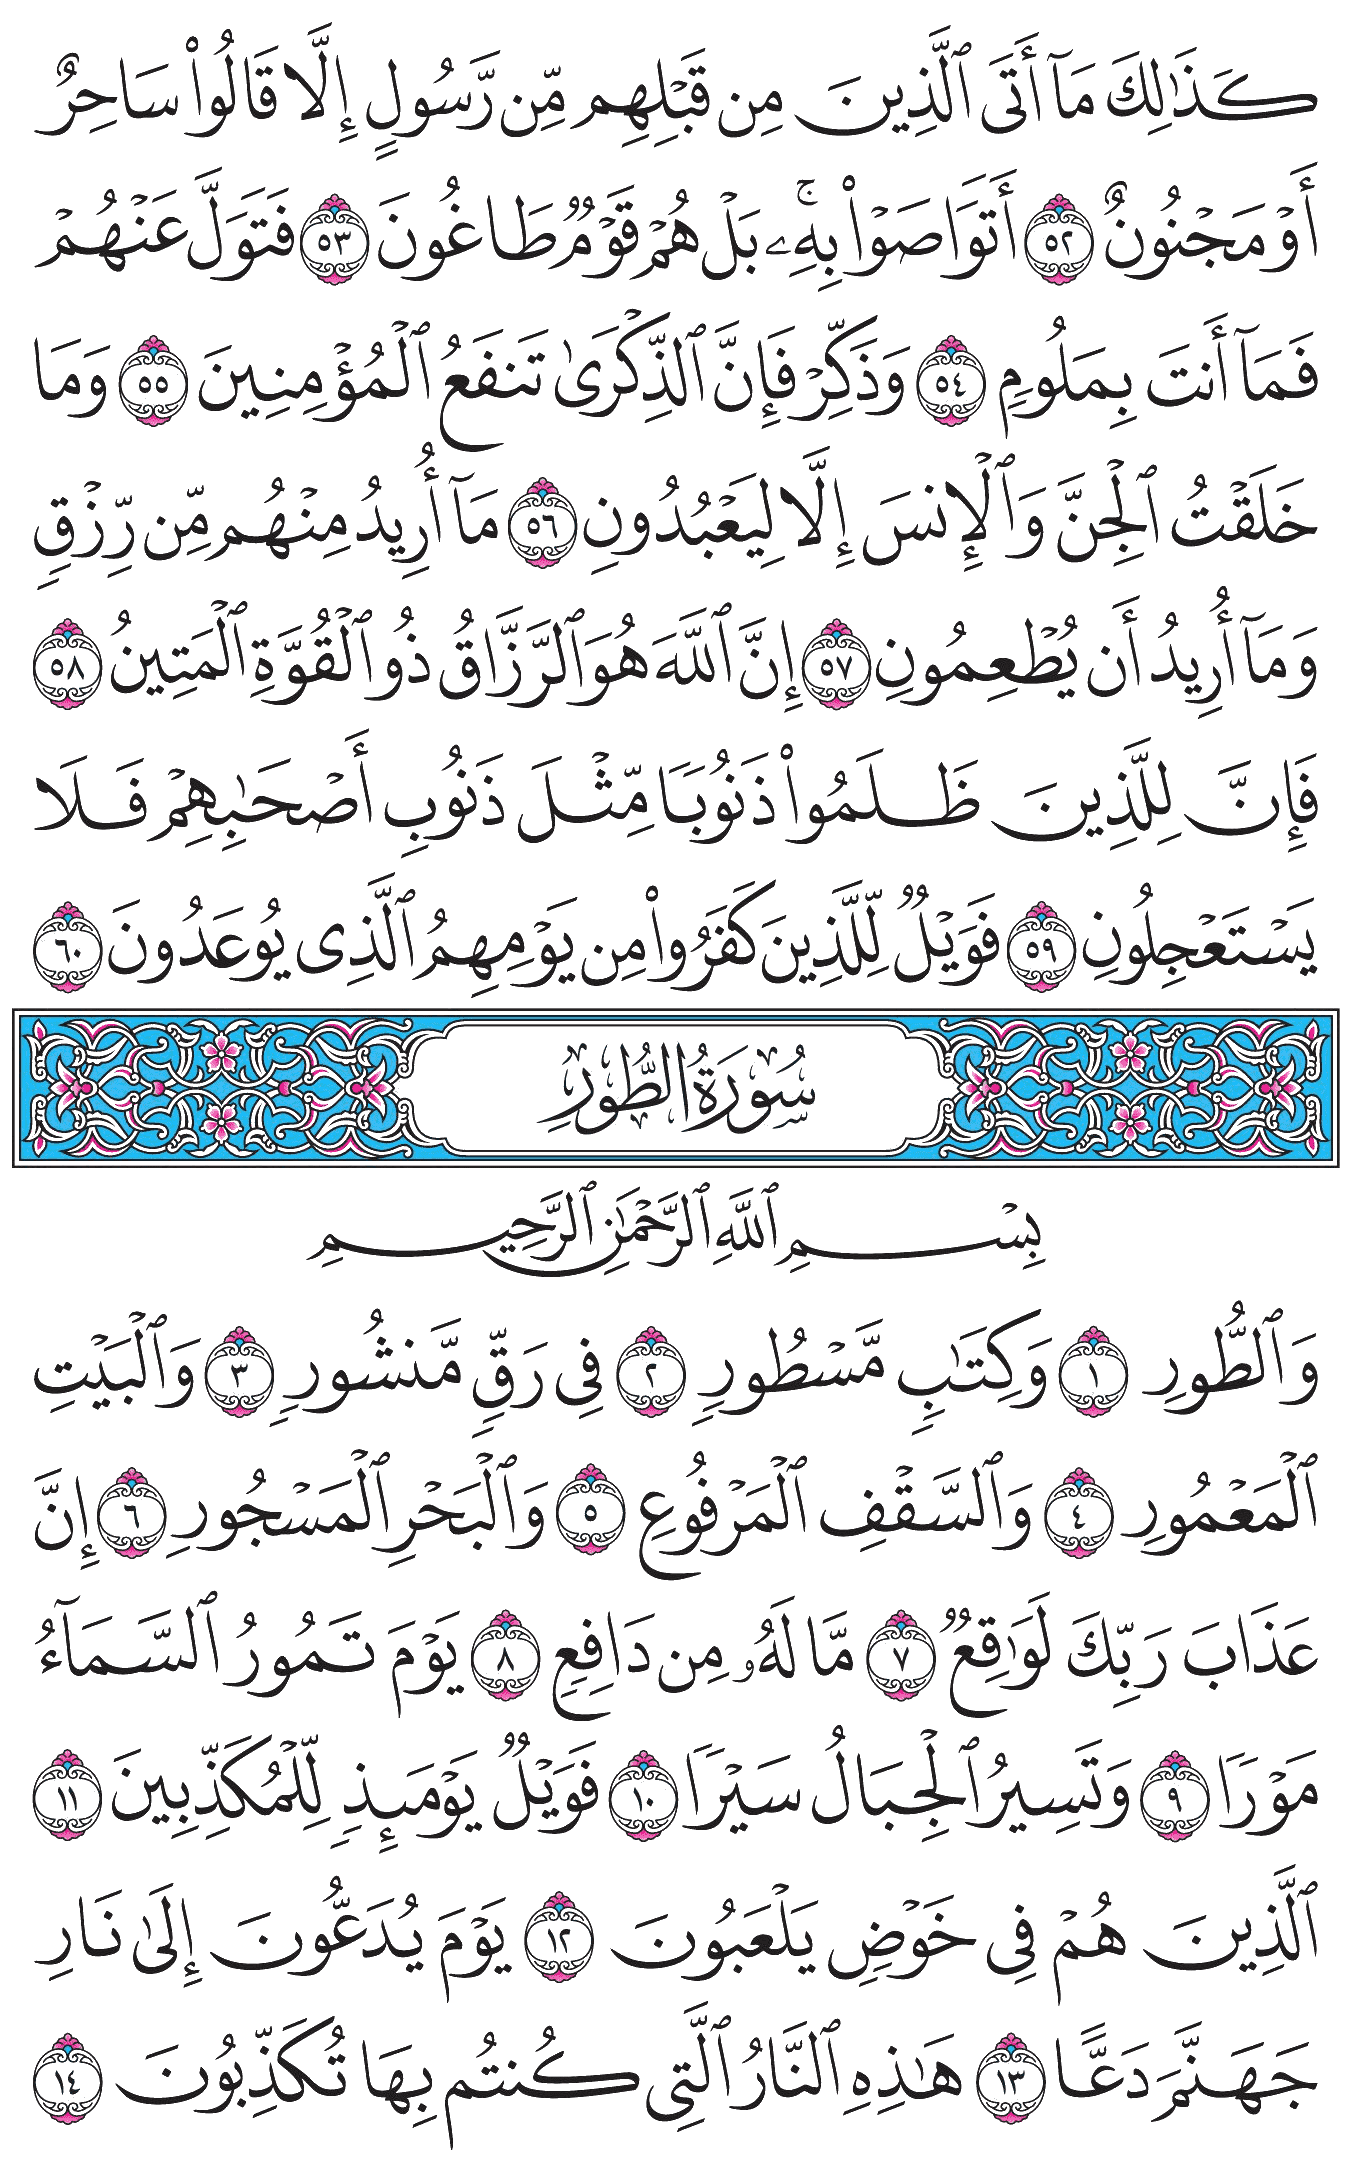 كَذَٰلِكَ مَآ أَتَى ٱلَّذِينَ مِن قَبۡلِهِم مِّن رَّسُولٍ إِلَّا قَالُواْ سَاحِرٌ
أَوۡ مَجۡنُونٌ ٥٢ أَتَوَاصَوۡاْ بِهِۦۚ بَلۡ هُمۡ قَوۡمٞ طَاغُونَ ٥٣ فَتَوَلَّ عَنۡهُمۡ
فَمَآ أَنتَ بِمَلُومٖ ٥٤ وَذَكِّرۡ فَإِنَّ ٱلذِّكۡرَىٰ تَنفَعُ ٱلۡمُؤۡمِنِينَ ٥٥ وَمَا
خَلَقۡتُ ٱلۡجِنَّ وَٱلۡإِنسَ إِلَّا لِيَعۡبُدُونِ ٥٦ مَآ أُرِيدُ مِنۡهُم مِّن رِّزۡقٖ
وَمَآ أُرِيدُ أَن يُطۡعِمُونِ ٥٧ إِنَّ ٱللَّهَ هُوَ ٱلرَّزَّاقُ ذُو ٱلۡقُوَّةِ ٱلۡمَتِينُ ٥٨
فَإِنَّ لِلَّذِينَ ظَلَمُواْ ذَنُوبٗا مِّثۡلَ ذَنُوبِ أَصۡحَٰبِهِمۡ فَلَا
يَسۡتَعۡجِلُونِ ٥٩ فَوَيۡلٞ لِّلَّذِينَ كَفَرُواْ مِن يَوۡمِهِمُ ٱلَّذِي يُوعَدُونَ ٦٠
سُورَةُ الطُّورِ
بِسۡمِ ٱللَّهِ ٱلرَّحۡمَٰنِ ٱلرَّحِيمِ
وَٱلطُّورِ ١ وَكِتَٰبٖ مَّسۡطُورٖ ٢ فِي رَقّٖ مَّنشُورٖ ٣ وَٱلۡبَيۡتِ
ٱلۡمَعۡمُورِ ٤ وَٱلسَّقۡفِ ٱلۡمَرۡفُوعِ ٥ وَٱلۡبَحۡرِ ٱلۡمَسۡجُورِ ٦ إِنَّ
عَذَابَ رَبِّكَ لَوَٰقِعٞ ٧ مَّا لَهُۥ مِن دَافِعٖ ٨ يَوۡمَ تَمُورُ ٱلسَّمَآءُ
مَوۡرٗا ٩ وَتَسِيرُ ٱلۡجِبَالُ سَيۡرٗا ١٠ فَوَيۡلٞ يَوۡمَئِذٖ لِّلۡمُكَذِّبِينَ ١١
ٱلَّذِينَ هُمۡ فِي خَوۡضٖ يَلۡعَبُونَ ١٢ يَوۡمَ يُدَعُّونَ إِلَىٰ نَارِ
جَهَنَّمَ دَعًّا ١٣ هَٰذِهِ ٱلنَّارُ ٱلَّتِي كُنتُم بِهَا تُكَذِّبُونَ ١٤